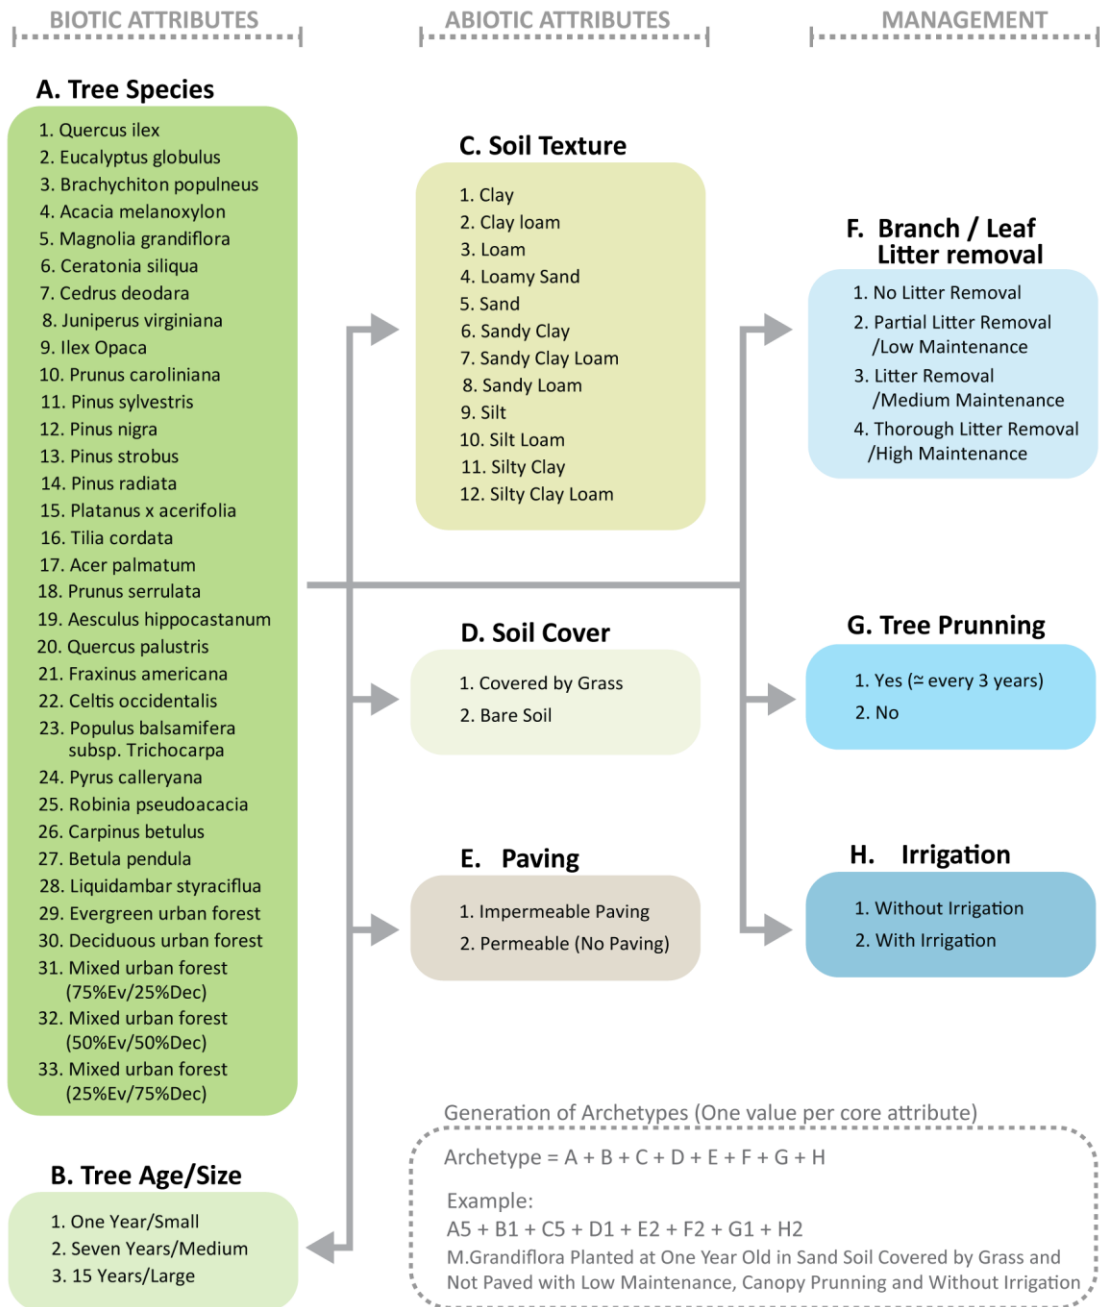 BIOTIC ATTRIBUTES
ABIOTIC ATTRIBUTES
MANAGEMENT
A. Tree Species
1. Quercus ilex
2. Eucalyptus globulus
3. Brachychiton populneus
4. Acacia melanoxylon
5. Magnolia grandiflora
6. Ceratonia siliqua
7. Cedrus deodara
8. Juniperus virginiana
9. Ilex Opaca
10. Prunus caroliniana
11. Pinus sylvestris
12. Pinus nigra
13. Pinus strobus
14. Pinus radiata
15. Platanus x acerifolia
16. Tilia cordata
17. Acer palmatum
18. Prunus serrulata
19. Aesculus hippocastanum
20. Quercus palustris
21. Fraxinus americana
22. Celtis occidentalis
23. Populus balsamifera
subsp. Trichocarpa
24. Pyrus calleryana
25. Robinia pseudoacacia
26. Carpinus betulus
27. Betula pendula
28. Liquidambar styraciflua
29. Evergreen urban forest
30. Deciduous urban forest
31. Mixed urban forest
(75%Ev/25%Dec)
32. Mixed urban forest
(50%Ev/50%Dec)
33. Mixed urban forest
(25%Ev/75%Dec)
B. Tree Age/Size
1. One Year/Small
2. Seven Years/Medium
3. 15 Years/Large
C. Soil Texture
1. Clay
2. Clay loam
3. Loam
4. Loamy Sand
5. Sand
6. Sandy Clay
7. Sandy Clay Loam
8. Sandy Loam
9. Silt
10. Silt Loam
11. Silty Clay
12. Silty Clay Loam
D. Soil Cover
1. Covered by Grass
2. Bare Soil
E. Paving
1. Impermeable Paving
2. Permeable (No Paving)
F. Branch / Leaf
Litter removal
1. No Litter Removal
2. Partial Litter Removal
/Low Maintenance
3. Litter Removal
/Medium Maintenance
4. Thorough Litter Removal
/High Maintenance
G. Tree Prunning
1. Yes (≃ every 3 years)
2. No
H. Irrigation
1. Without Irrigation
2. With Irrigation
Generation of Archetypes (One value per core attribute)
Archetype = A + B + C + D + E + F + G + H
Example:
A5 + B1 + C5 + D1 + E2 + F2 + G1 + H2
M.Grandiflora Planted at One Year Old in Sand Soil Covered by Grass and
Not Paved with Low Maintenance, Canopy Prunning and Without Irrigation